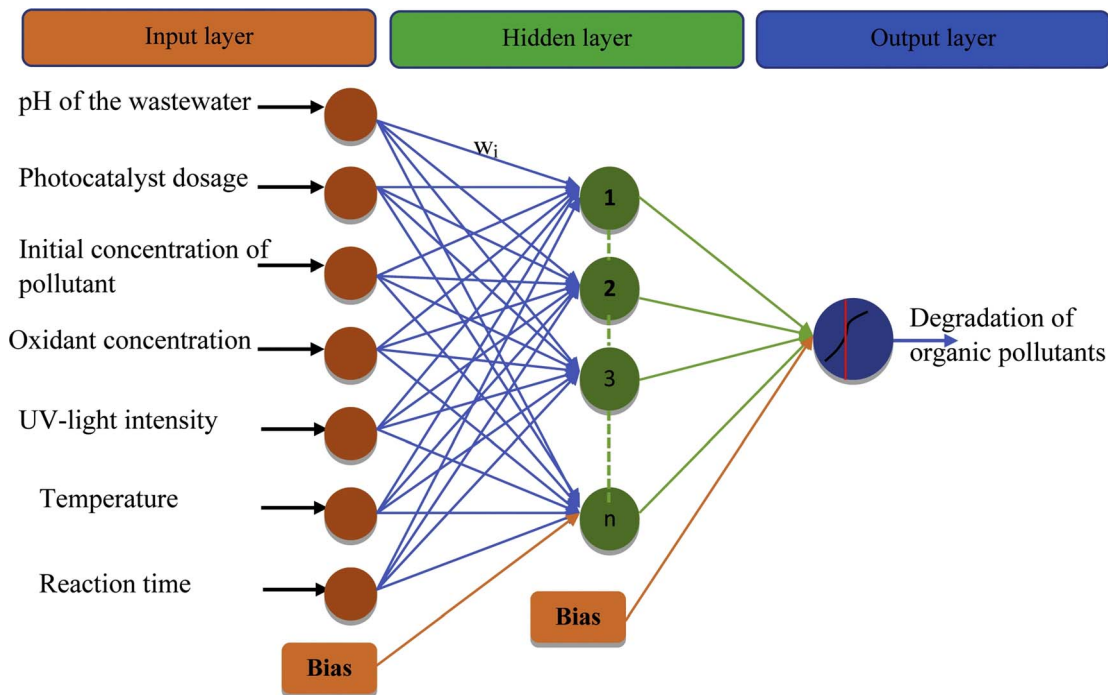 Input layer
Hidden layer
Output layer
pH of the wastewater
Photocatalyst dosage
Initial concentration of
pollutant
Oxidant concentration
UV-light intensity
Temperature
Reaction time
Bias
wᵢ
1
2
3
n
Bias
Degradation of
organic pollutants